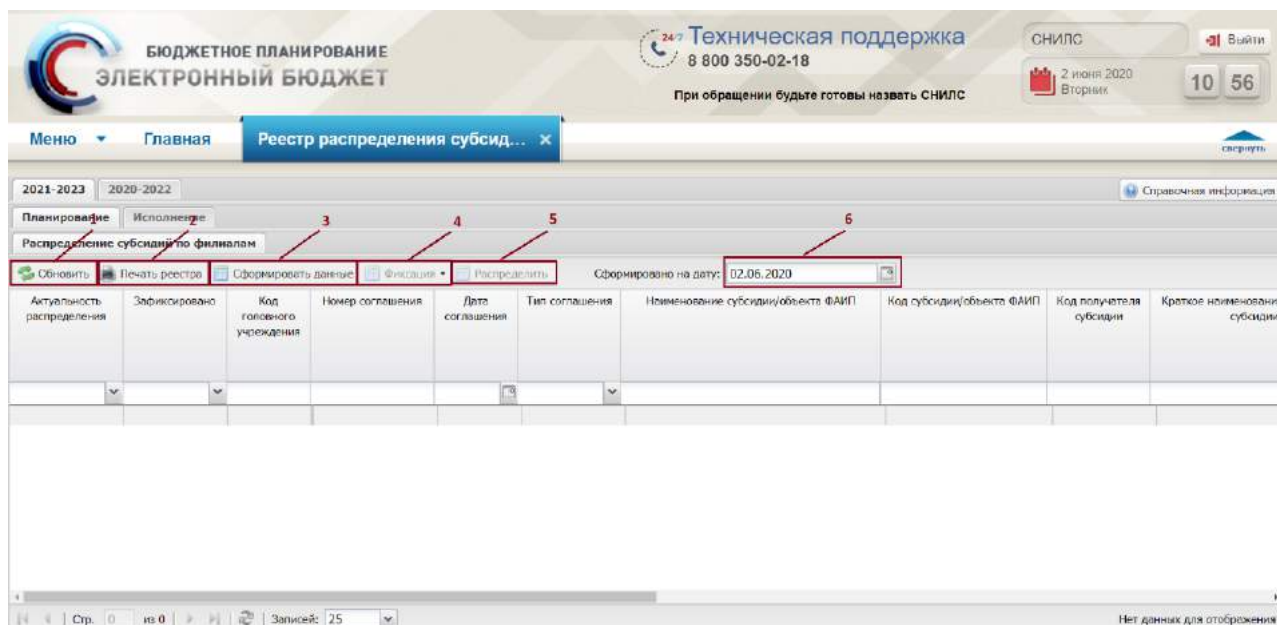 БЮДЖЕТНОЕ ПЛАНИРОВАНИЕ
ЭЛЕКТРОННЫЙ БЮДЖЕТ
24/7 Техническая поддержка
8 800 350-02-18
При обращении будьте готовы назвать СНИЛС
СНИЛС
Выйти
2 июня 2020
Вторник
10 56
Меню Главная Реестр распределения субсид... ×
свернуть
2021-2023 2020-2022 Справочная информация
Планирование Исполнение
1 2 3 4 5 6
Распределение субсидий по филиалам
Обновить Печать реестра Сформировать данные Фиксация Распределить Сформировано на дату: 02.06.2020
Актуальность распределения Зафиксировано Код головного учреждения Номер соглашения Дата соглашения Тип соглашения Наименование субсидии/объекта ФАИП Код субсидии/объекта ФАИП Код получателя субсидии Краткое наименовани субсидии
Стр. 0 из 0 Записей: 25 Нет данных для отображения